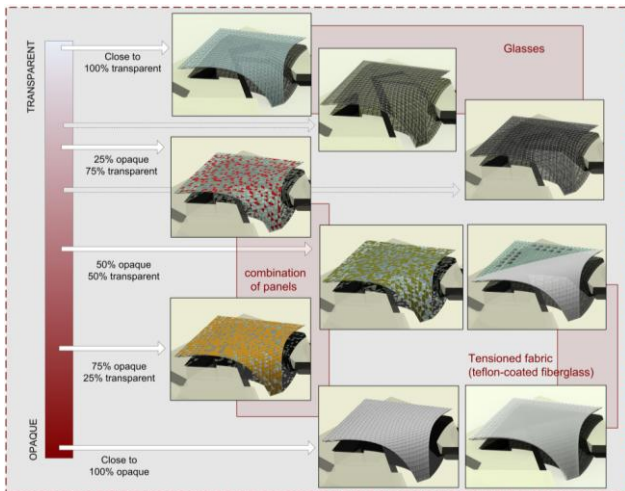 TRANSPARENT
Close to
100% transparent
Glasses
25% opaque
75% transparent
50% opaque
50% transparent
combination
of panels
75% opaque
25% transparent
Tensioned fabric
(teflon-coated fiberglass)
OPAQUE
Close to
100% opaque